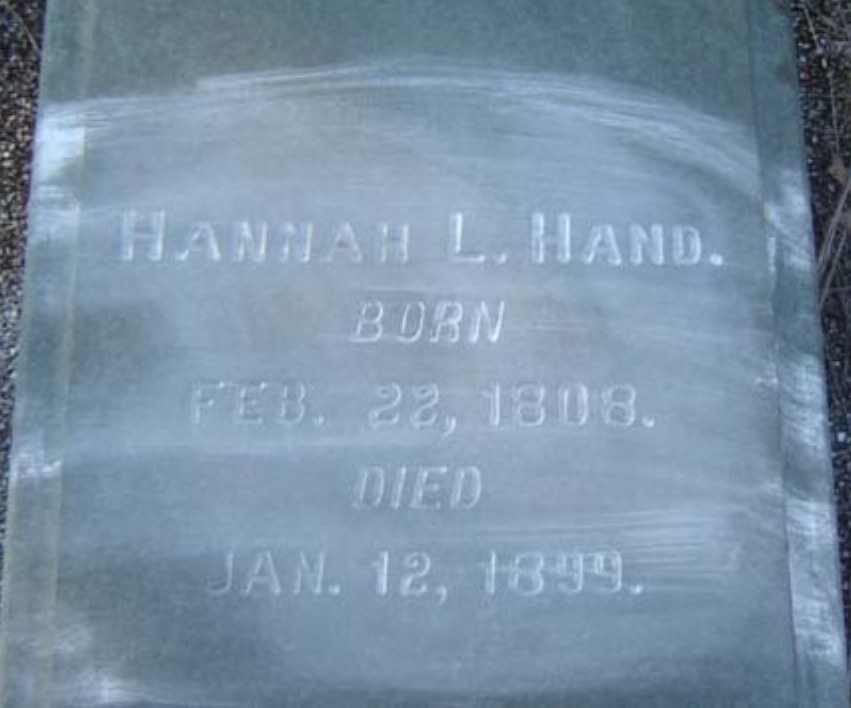 HANNAH L. HAND.
BORN
FEB. 22, 1808.
DIED
JAN. 12, 1899.